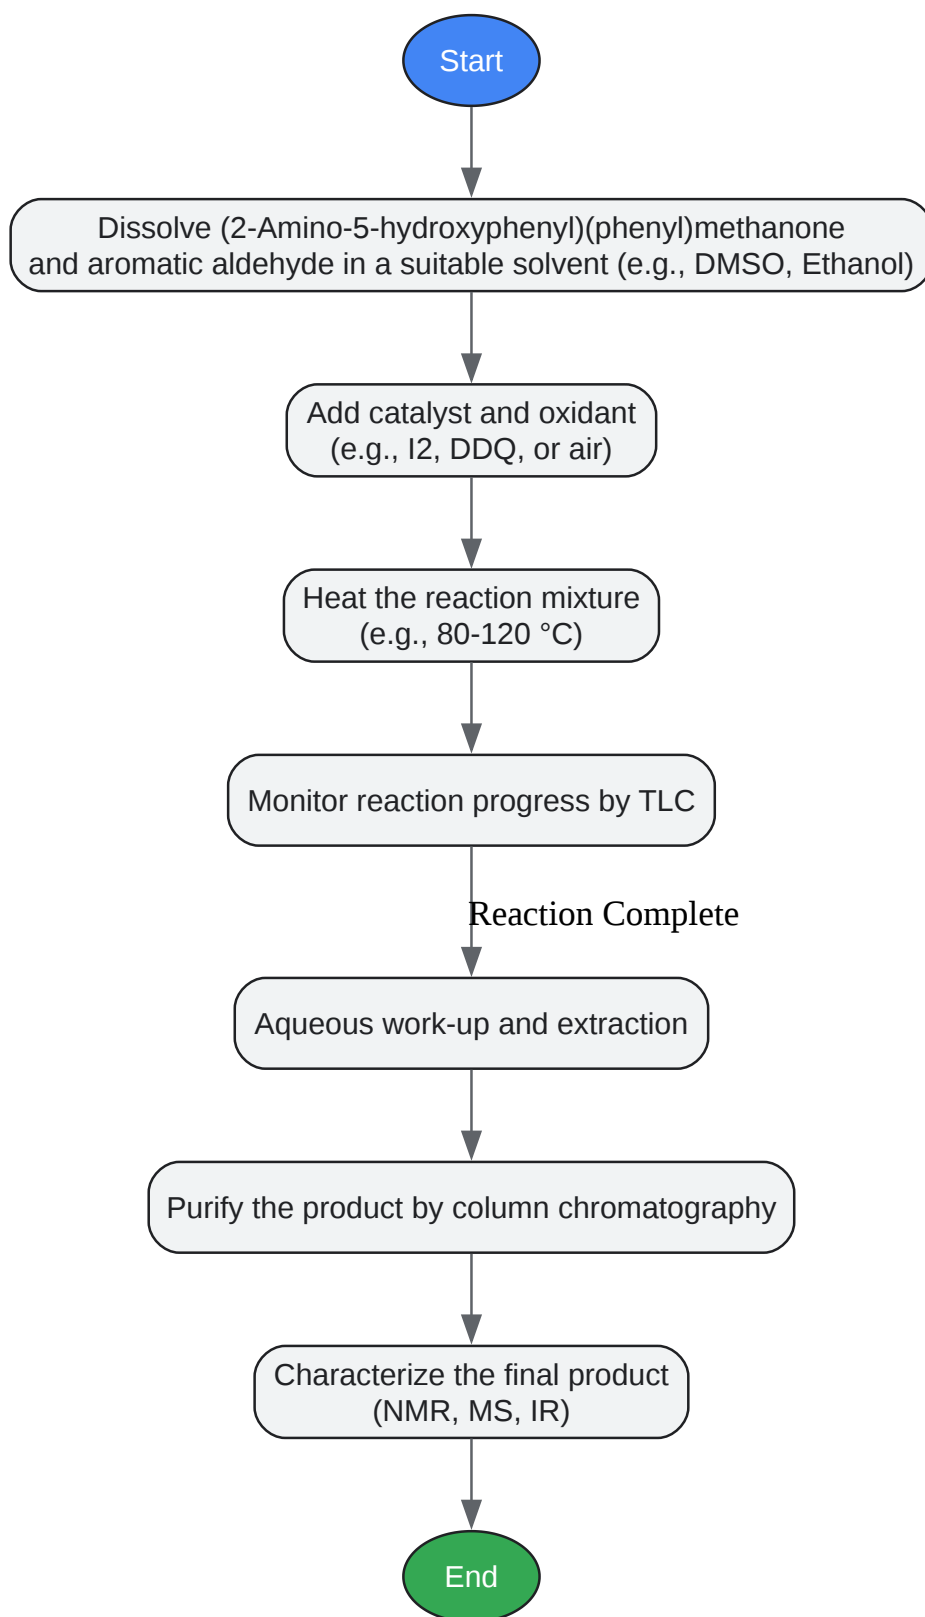 Start
Dissolve (2-Amino-5-hydroxyphenyl)(phenyl)methanone
and aromatic aldehyde in a suitable solvent (e.g., DMSO, Ethanol)
Add catalyst and oxidant
(e.g., I2, DDQ, or air)
Heat the reaction mixture
(e.g., 80-120 °C)
Monitor reaction progress by TLC
Reaction Complete
Aqueous work-up and extraction
Purify the product by column chromatography
Characterize the final product
(NMR, MS, IR)
End